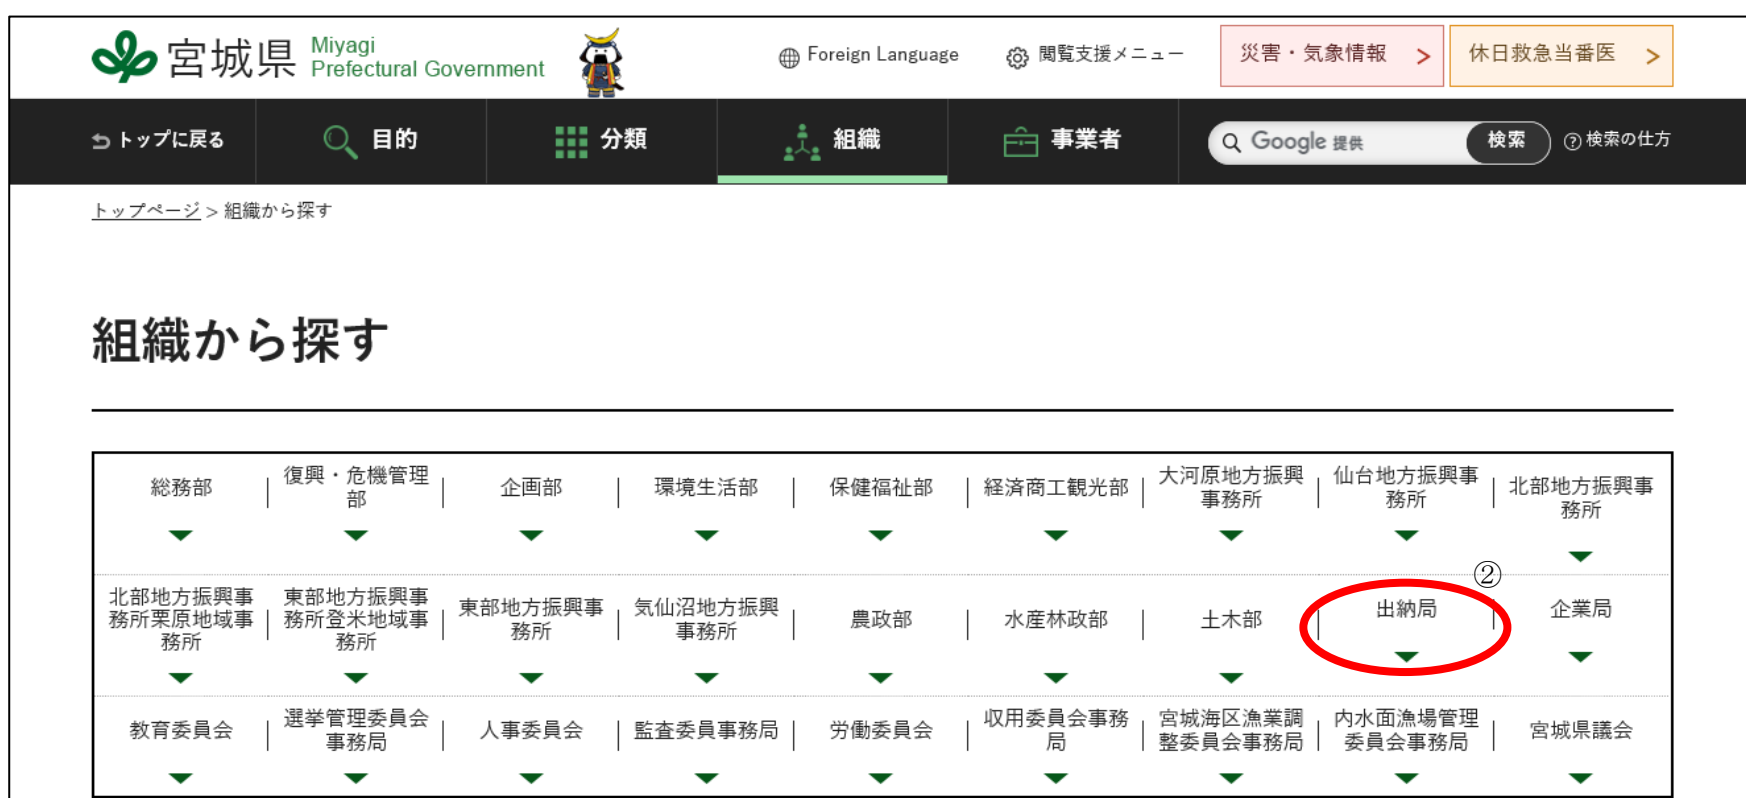 宮城県 Miyagi
Prefectural Government
Foreign Language
閲覧支援メニュー
災害・気象情報 >
休日救急当番医 >
トップに戻る
目的
分類
組織
事業者
Google 提供
検索
検索の仕方
トップページ > 組織から探す
組織から探す
総務部
復興・危機管理
部
企画部
環境生活部
保健福祉部
経済商工観光部
大河原地方振興
事務所
仙台地方振興事
務所
北部地方振興事
務所
北部地方振興事
務所栗原地域事
務所
東部地方振興事
務所登米地域事
務所
東部地方振興事
務所
気仙沼地方振興
事務所
農政部
水産林政部
土木部
②
出納局
企業局
教育委員会
選挙管理委員会
事務局
人事委員会
監査委員事務局
労働委員会
収用委員会事務
局
宮城海区漁業調
整委員会事務局
内水面漁場管理
委員会事務局
宮城県議会